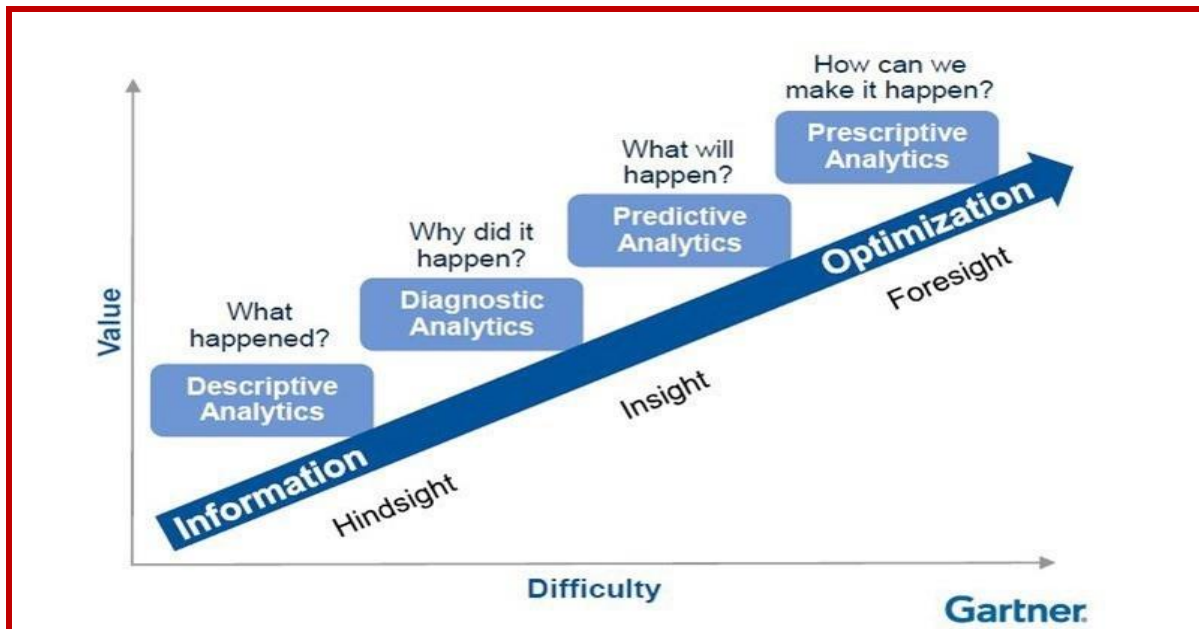 How can we
make it happen?
Prescriptive
Analytics
What will
happen?
Predictive
Analytics
Why did it
happen?
Diagnostic
Analytics
What
happened?
Descriptive
Analytics
Value
Information
Optimization
Hindsight
Insight
Foresight
Difficulty
Gartner.